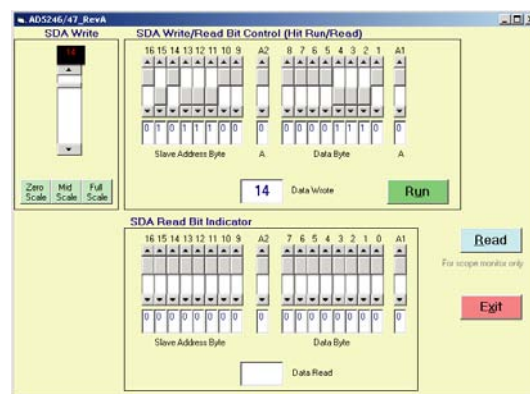 AD5246/47_RevA
SDA Write
SDA Write/Read Bit Control (Hit Run/Read)
14
16 15 14 13 12 11 10 9 A2 8 7 6 5 4 3 2 1 A1
0 1 0 1 1 1 0 0 0 0 0 0 0 1 1 1 0 0
Slave Address Byte A Data Byte A
Zero Scale
Mid Scale
Full Scale
14 Data Wrote
Run
SDA Read Bit Indicator
16 15 14 13 12 11 10 9 A2 7 6 5 4 3 2 1 0 A1
0 0 0 0 0 0 0 0 0 0 0 0 0 0 0 0 0 0
Slave Address Byte Data Byte
Data Read
Read
For scope monitor only
Exit